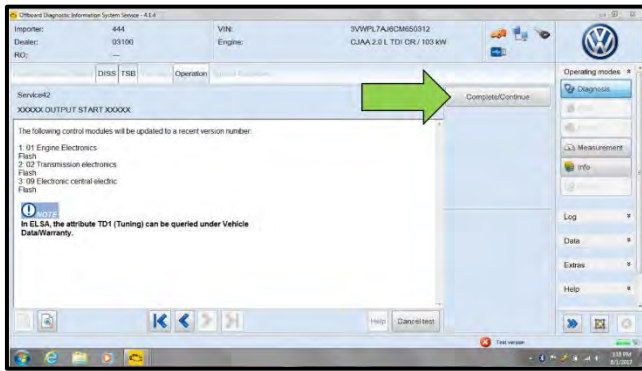 Offboard Diagnostic Information System Service - 4.1.4
Importer: 444 VIN: 3VWPL7AJ6CM650312
Dealer: 03100 Engine: CJAA 2.0 L TDI CR / 103 kW
RO: ---
DISS TSB Operation
Operating modes
Service42
Complete/Continue
Diagnosis
XXXXX OUTPUT START XXXXX
The following control modules will be updated to a recent version number:
1: 01 Engine Electronics
Flash
Measurement
2: 02 Transmission electronics
Flash
Info
3: 09 Electronic central electric
Flash
NOTE
In ELSA, the attribute TD1 (Tuning) can be queried under Vehicle
Data/Warranty.
Log
Data
Extras
Help
Help Cancel test
Test version
3:18 PM